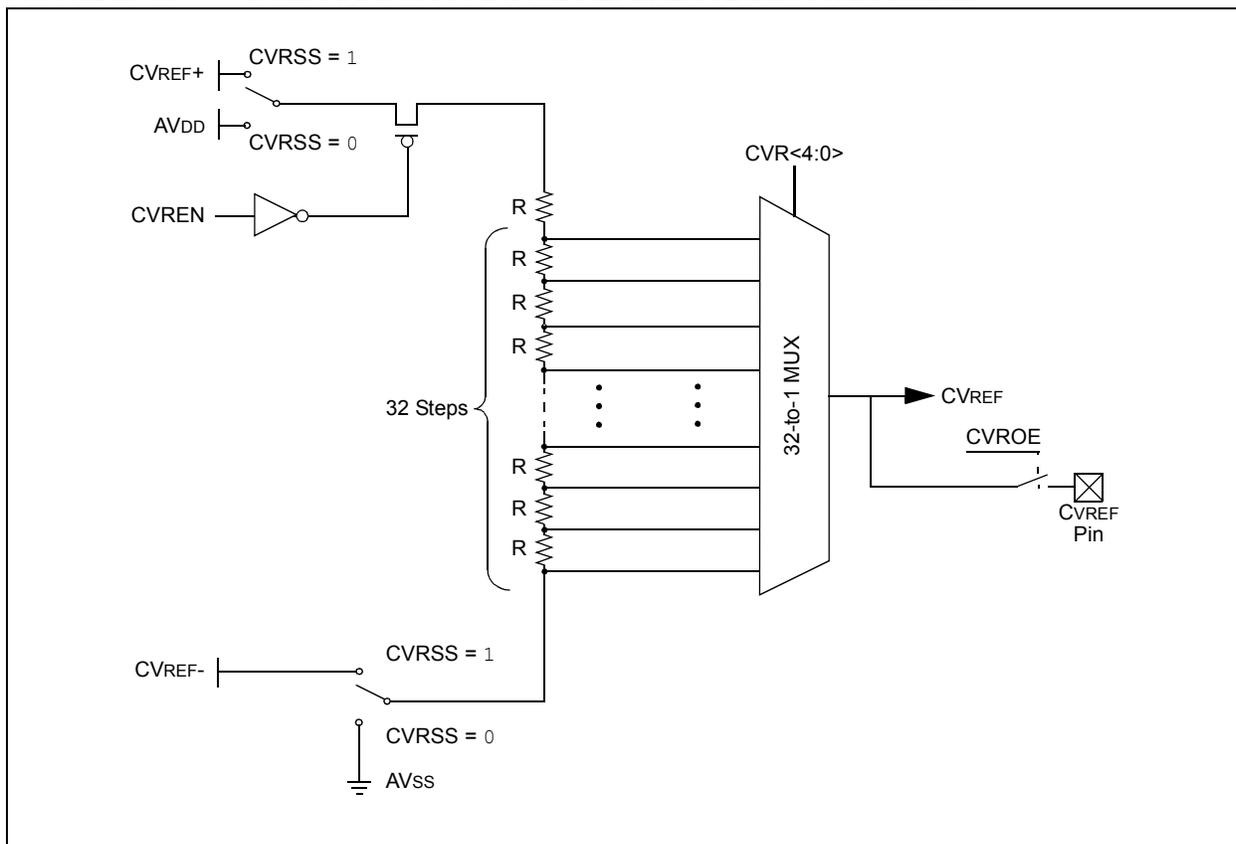 CVRSS = 1
CVREF+
AVDD
CVRSS = 0
CVREN
CVR<4:0>
R
R
R
R
32 Steps
R
R
R
32-to-1 MUX
CVREF
CVROE
CVREF
Pin
CVRSS = 1
CVREF-
CVRSS = 0
AVSS